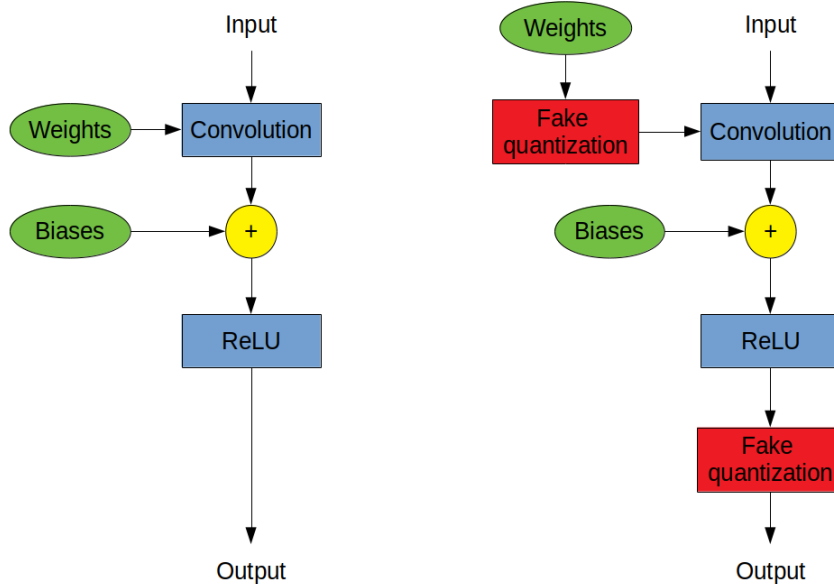 Input
Weights
Convolution
Biases
+
ReLU
Output
Weights
Input
Fake
quantization
Convolution
Biases
+
ReLU
Fake
quantization
Output